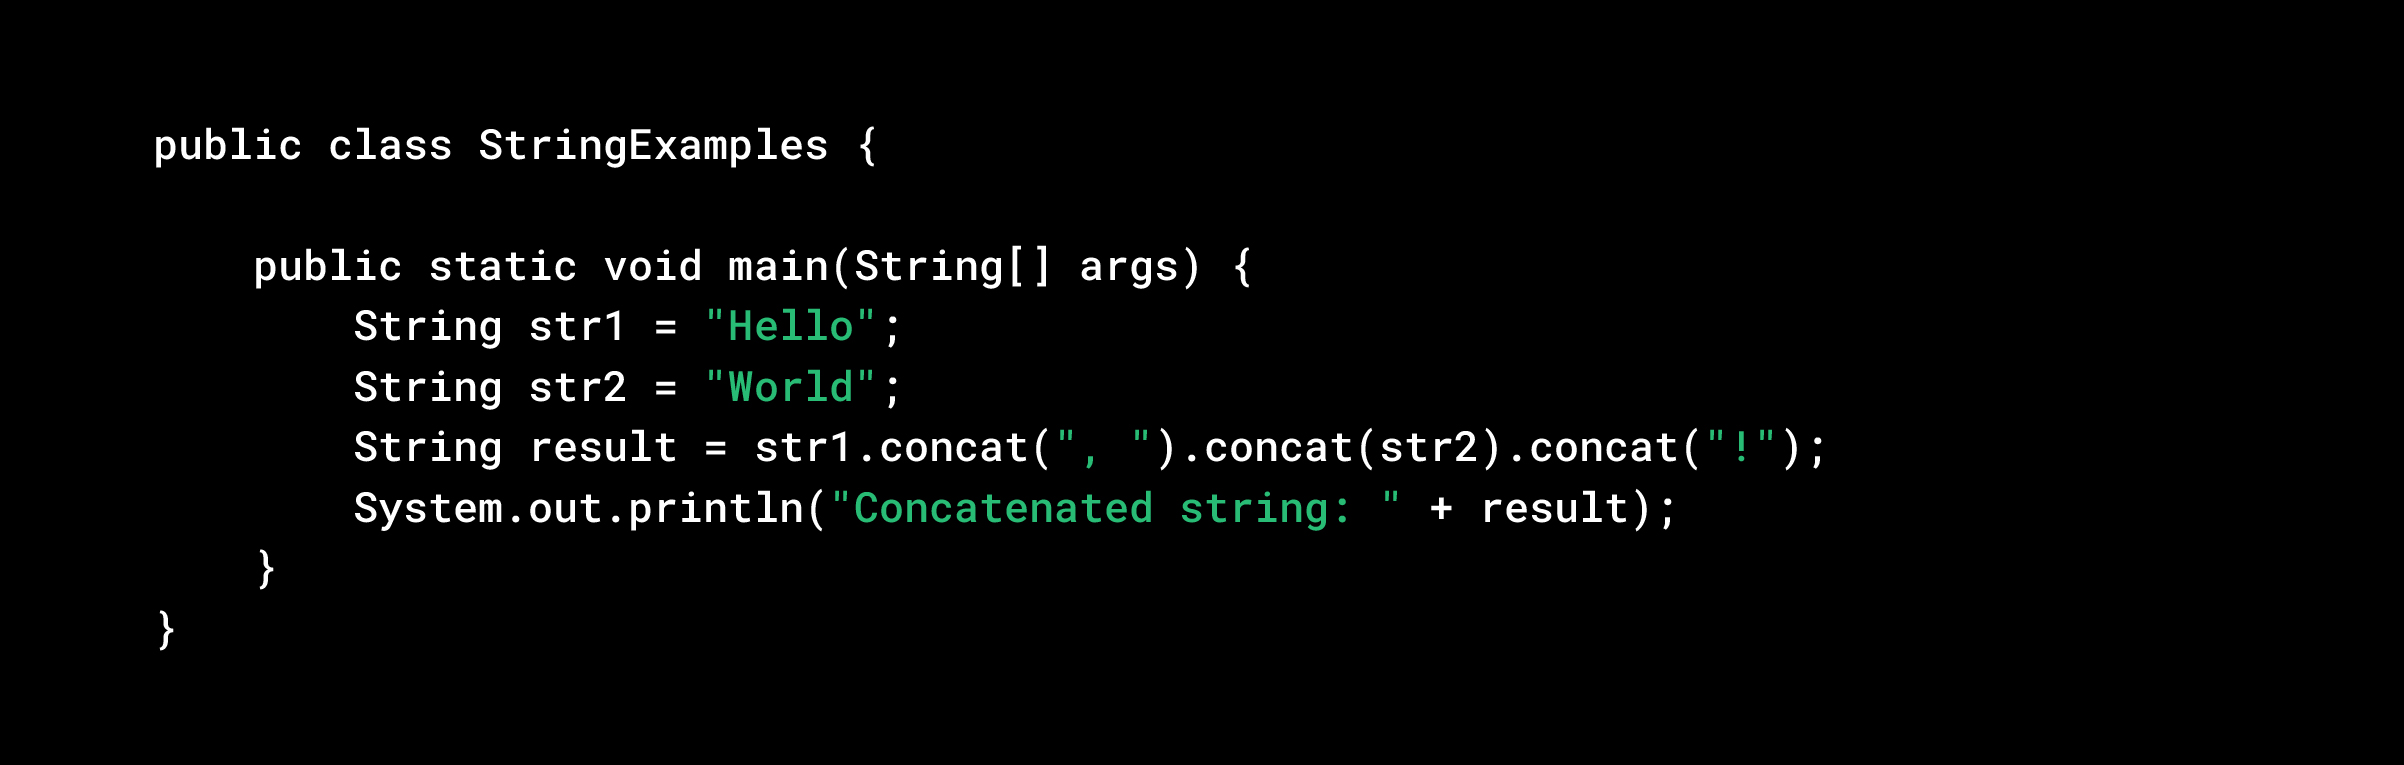 public class StringExamples {

    public static void main(String[] args) {
        String str1 = "Hello";
        String str2 = "World";
        String result = str1.concat(", ").concat(str2).concat("!");
        System.out.println("Concatenated string: " + result);
    }
}